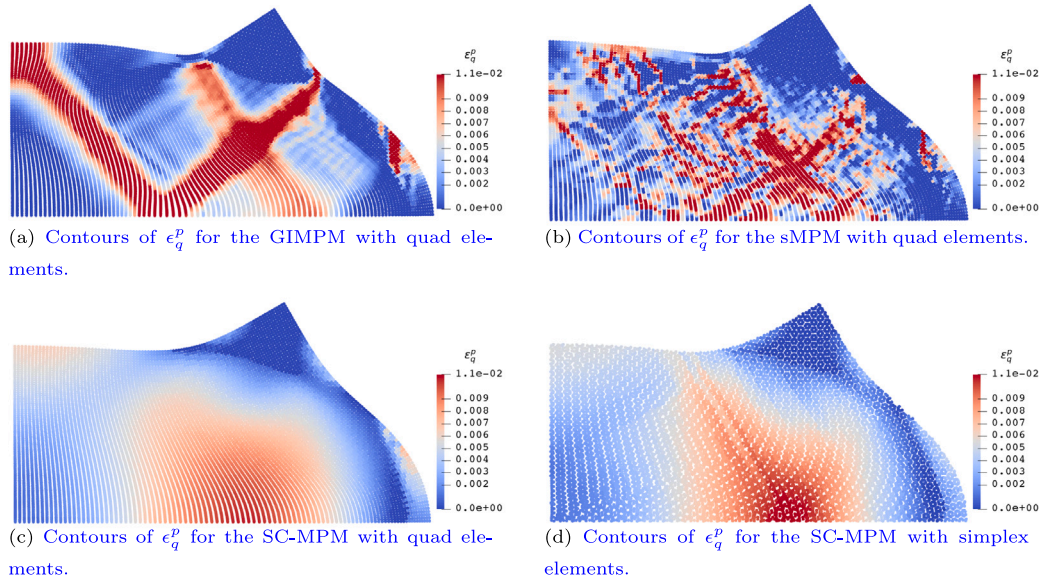 ε_q^p
1.1e-02
0.009
0.008
0.007
0.006
0.005
0.004
0.003
0.002
0.0e+00
ε_q^p
1.1e-02
0.009
0.008
0.007
0.006
0.005
0.004
0.003
0.002
0.0e+00
(a) Contours of ϵ_q^p for the GIMPM with quad ele-
ments.
(b) Contours of ϵ_q^p for the sMPM with quad elements.
ε_q^p
1.1e-02
0.009
0.008
0.007
0.006
0.005
0.004
0.003
0.002
0.0e+00
ε_q^p
1.1e-02
0.009
0.008
0.007
0.006
0.005
0.004
0.003
0.002
0.0e+00
(c) Contours of ϵ_q^p for the SC-MPM with quad ele-
ments.
(d) Contours of ϵ_q^p for the SC-MPM with simplex
elements.